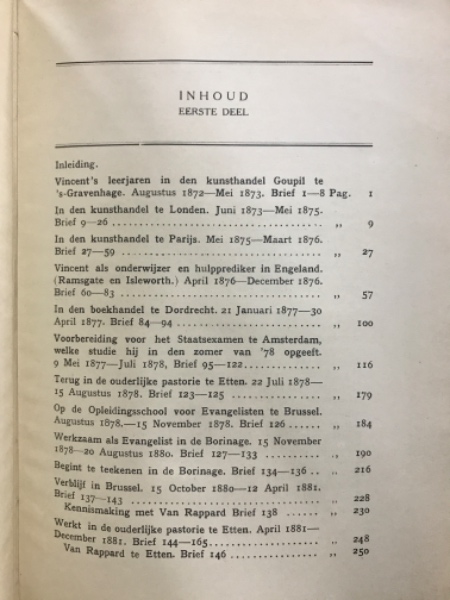 INHOUD
EERSTE DEEL
Inleiding.
Vincent's leerjaren in den kunsthandel Goupil te
's-Gravenhage. Augustus 1872—Mei 1873. Brief 1—8 Pag. 1
In den kunsthandel te Londen. Juni 1873—Mei 1875.
Brief 9—26 .................................... ,, 9
In den kunsthandel te Parijs. Mei 1875—Maart 1876.
Brief 27—59 .................................... ,, 27
Vincent als onderwijzer en hulpprediker in Engeland.
(Ramsgate en Isleworth.) April 1876—December 1876.
Brief 60—83 .................................... ,, 57
In den boekhandel te Dordrecht. 21 Januari 1877—30
April 1877. Brief 84—94 ........................ ,, 100
Voorbereiding voor het Staatsexamen te Amsterdam,
welke studie hij in den zomer van '78 opgeeft.
9 Mei 1877—Juli 1878, Brief 95—122............. ,, 116
Terug in de ouderlijke pastorie te Etten. 22 Juli 1878—
15 Augustus 1878. Brief 123—125 ............... ,, 179
Op de Opleidingsschool voor Evangelisten te Brussel.
Augustus 1878.—15 November 1878. Brief 126 ...... ,, 184
Werkzaam als Evangelist in de Borinage. 15 November
1878—20 Augustus 1880. Brief 127—133 .......... ,, 190
Begint te teekenen in de Borinage. Brief 134—136 .. ,, 216
Verblijf in Brussel. 15 October 1880—12 April 1881.
Brief 137—143 .................................. ,, 228
Kennismaking met Van Rappard Brief 138 ...... ,, 230
Werkt in de ouderlijke pastorie te Etten. April 1881—
December 1881. Brief 144—165................... ,, 248
Van Rappard te Etten. Brief 146 ................ ,, 250